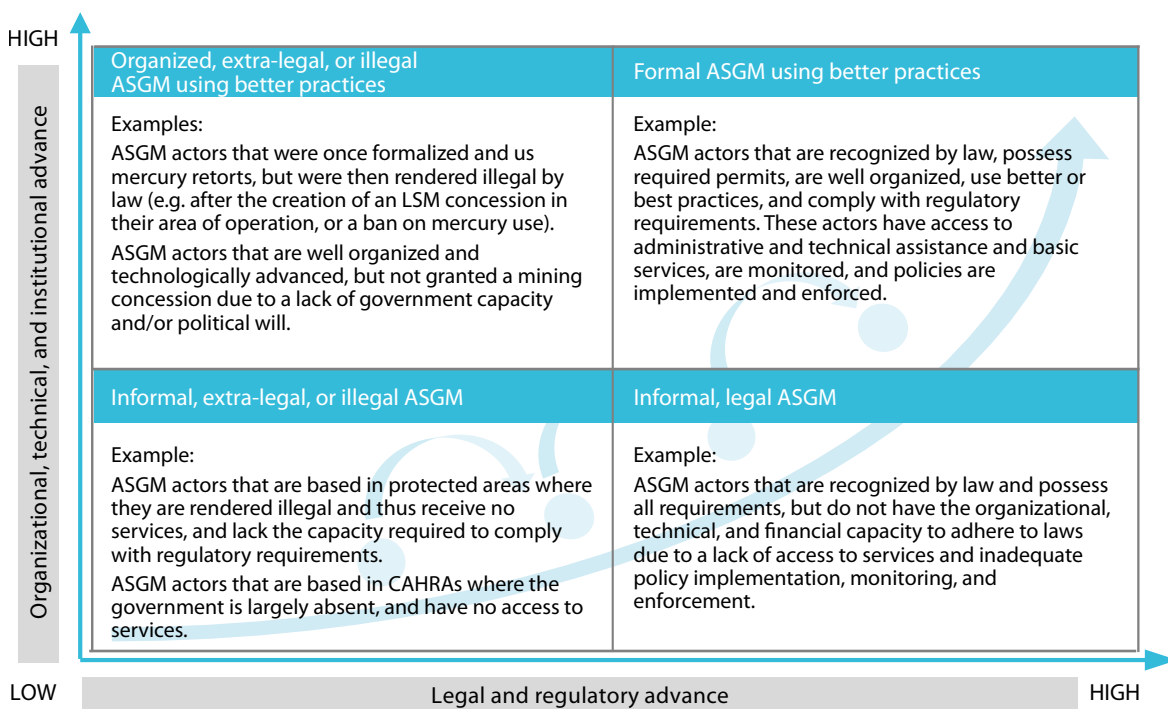 HIGH
Organizational, technical, and institutional advance
Organized, extra-legal, or illegal
ASGM using better practices
Examples:
ASGM actors that were once formalized and us
mercury retorts, but were then rendered illegal by
law (e.g. after the creation of an LSM concession in
their area of operation, or a ban on mercury use).
ASGM actors that are well organized and
technologically advanced, but not granted a mining
concession due to a lack of government capacity
and/or political will.
Formal ASGM using better practices
Example:
ASGM actors that are recognized by law, possess
required permits, are well organized, use better or
best practices, and comply with regulatory
requirements. These actors have access to
administrative and technical assistance and basic
services, are monitored, and policies are
implemented and enforced.
Informal, extra-legal, or illegal ASGM
Example:
ASGM actors that are based in protected areas where
they are rendered illegal and thus receive no
services, and lack the capacity required to comply
with regulatory requirements.
ASGM actors that are based in CAHRAs where the
government is largely absent, and have no access to
services.
Informal, legal ASGM
Example:
ASGM actors that are recognized by law and possess
all requirements, but do not have the organizational,
technical, and financial capacity to adhere to laws
due to a lack of access to services and inadequate
policy implementation, monitoring, and
enforcement.
LOW
Legal and regulatory advance
HIGH